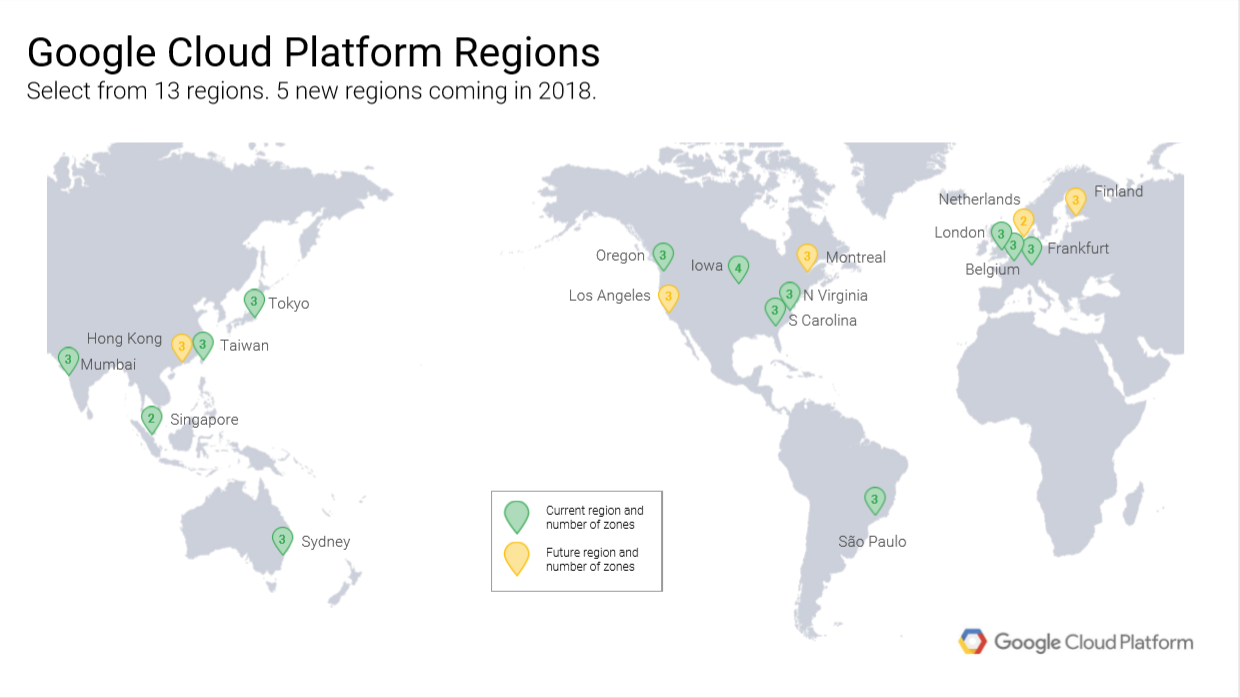 Google Cloud Platform Regions
Select from 13 regions. 5 new regions coming in 2018.
Netherlands
2
3
Finland
London
3
3
3
Frankfurt
Belgium
Oregon
3
Iowa
4
3
Montreal
Los Angeles
3
3
N Virginia
3
S Carolina
3
Tokyo
Hong Kong
3
3
Taiwan
3
Mumbai
2
Singapore
3
Sydney
3
São Paulo
Current region and
number of zones
Future region and
number of zones
Google Cloud Platform